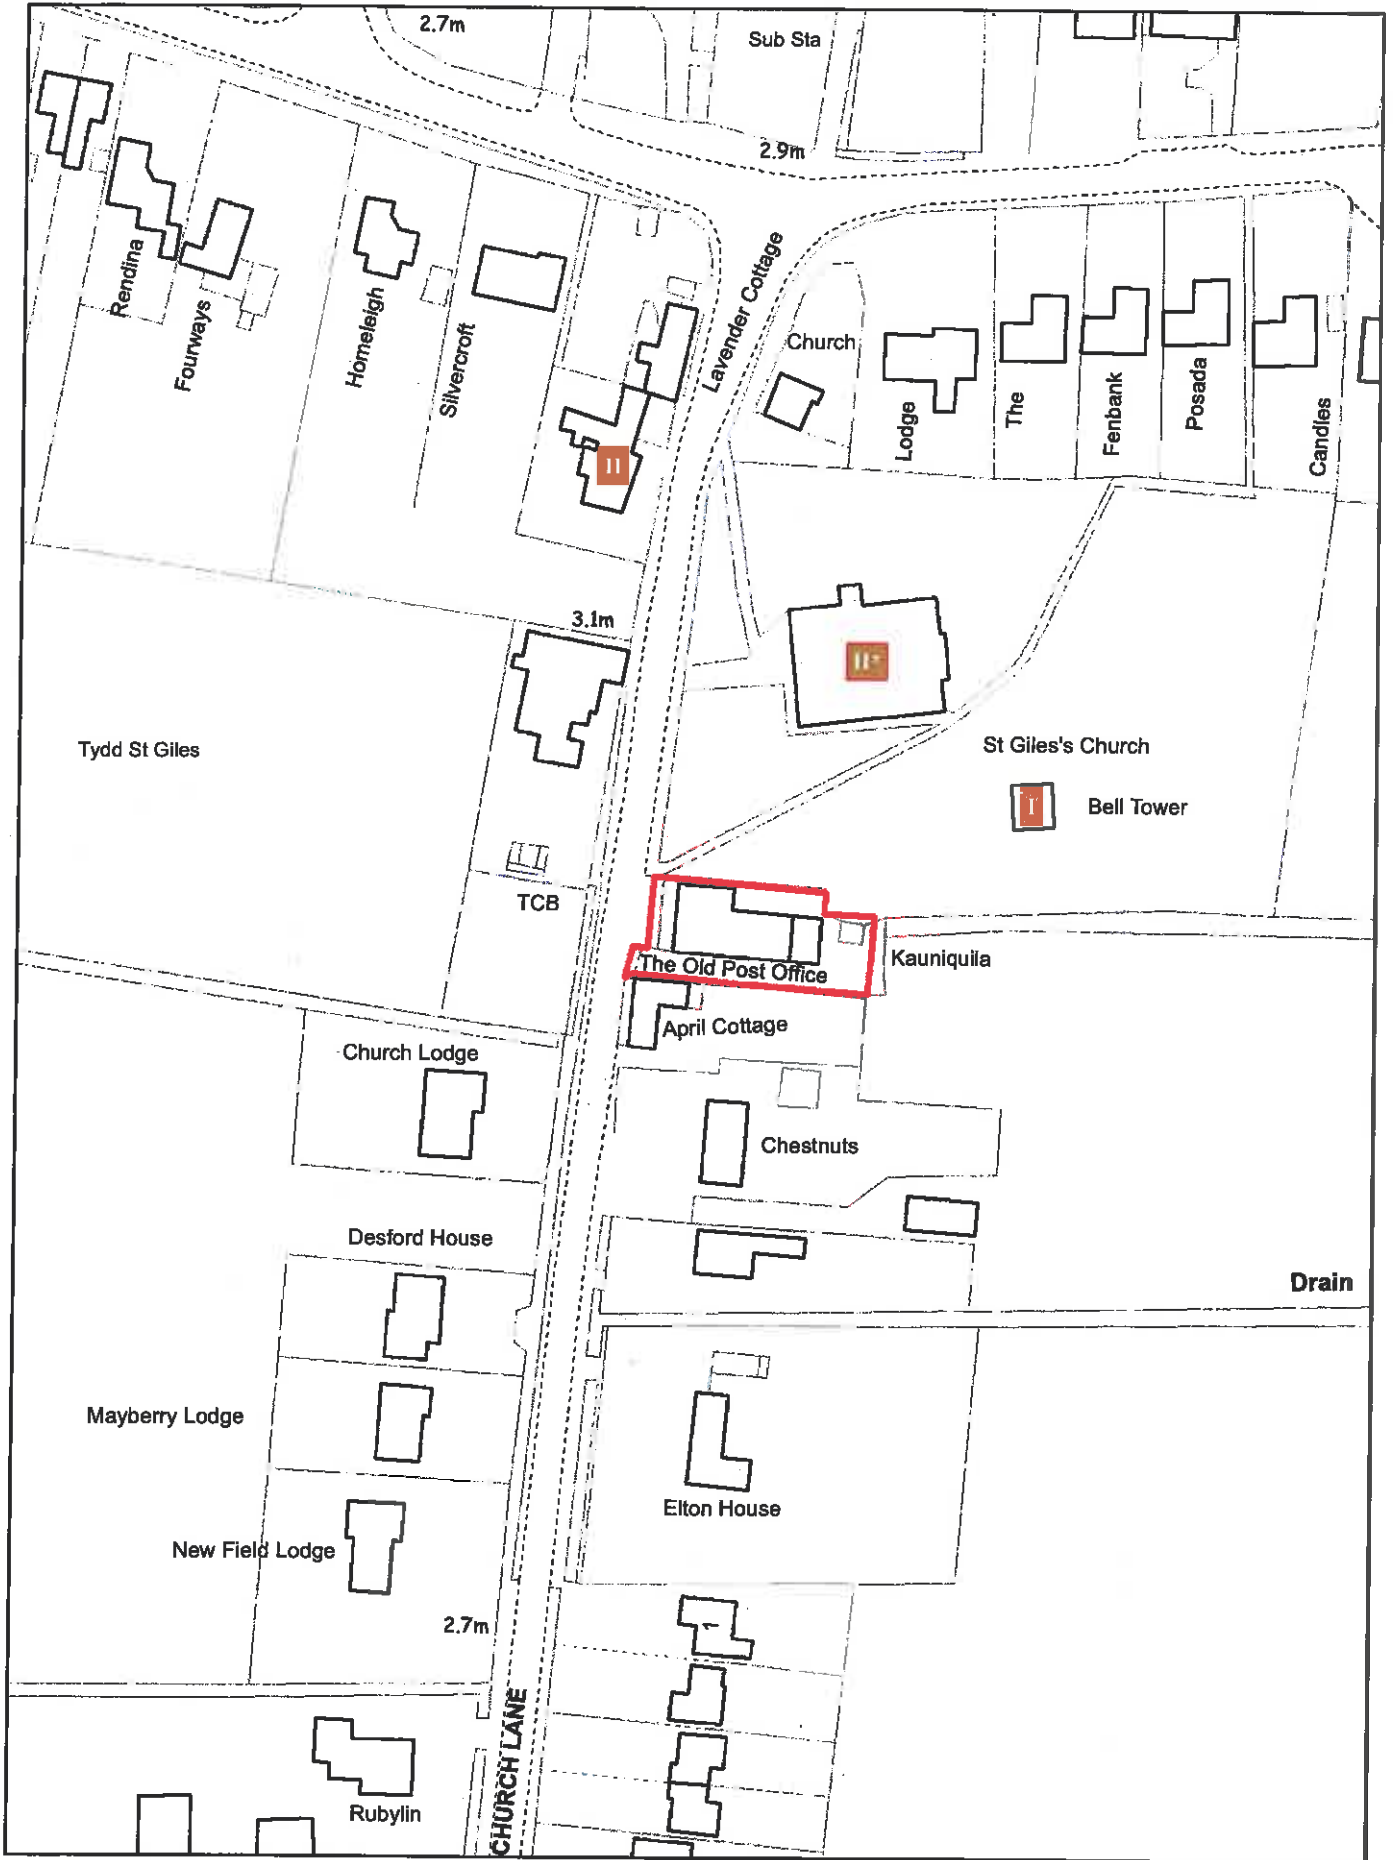 2.7m
Sub Sta
2.9m
Rendina
Fourways
Homeleigh
Silvercroft
Lavender Cottage
Church
Lodge
The
Fenbank
Posada
Candles
II
3.1m
II*
Tydd St Giles
St Giles's Church
I
Bell Tower
TCB
The Old Post Office
Kauniquila
April Cottage
Church Lodge
Chestnuts
Desford House
Drain
Mayberry Lodge
Elton House
New Field Lodge
1
2.7m
CHURCH LANE
Rubylin